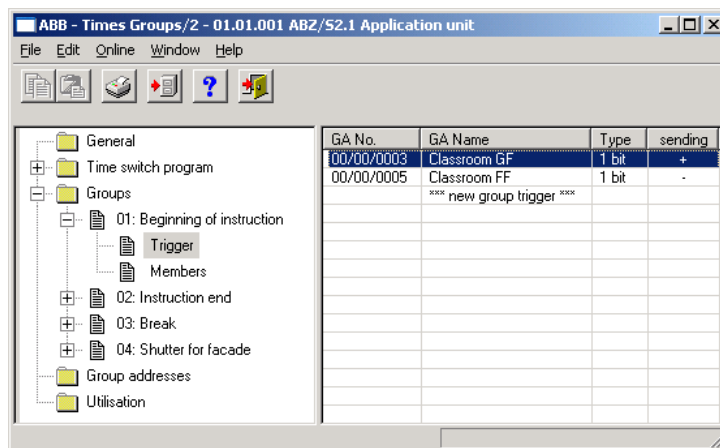 ABB - Times Groups/2 - 01.01.001 ABZ/S2.1 Application unit
File Edit Online Window Help
General
Time switch program
Groups
01: Beginning of instruction
Trigger
Members
02: Instruction end
03: Break
04: Shutter for facade
Group addresses
Utilisation
GA No. GA Name Type sending
00/00/0003 Classroom GF 1 bit +
00/00/0005 Classroom FF 1 bit -
*** new group trigger ***